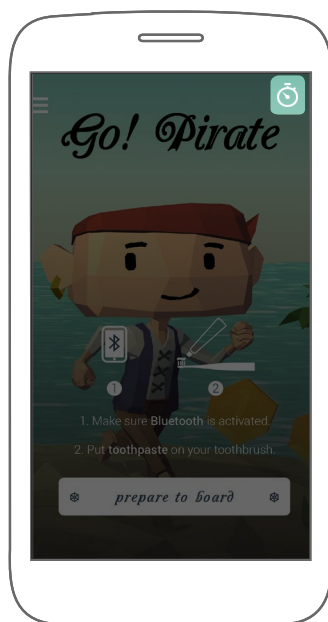 Go! Pirate
1
2
1. Make sure Bluetooth is activated.
2. Put toothpaste on your toothbrush.
prepare to board